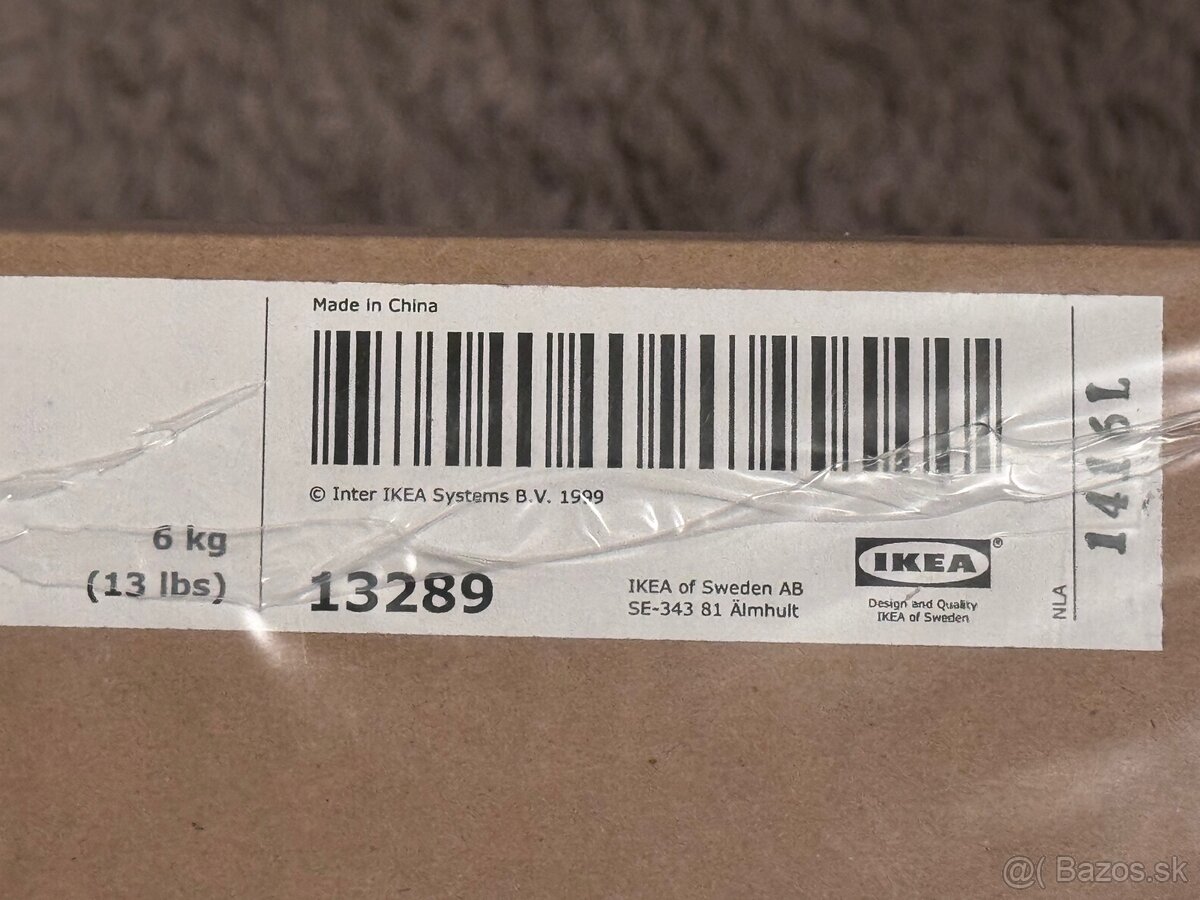 Made in China
© Inter IKEA Systems B.V. 1999
6 kg
(13 lbs)
13289
IKEA of Sweden AB
SE-343 81 Älmhult
IKEA®
Design and Quality
IKEA of Sweden
NLA
@( Bazos.sk